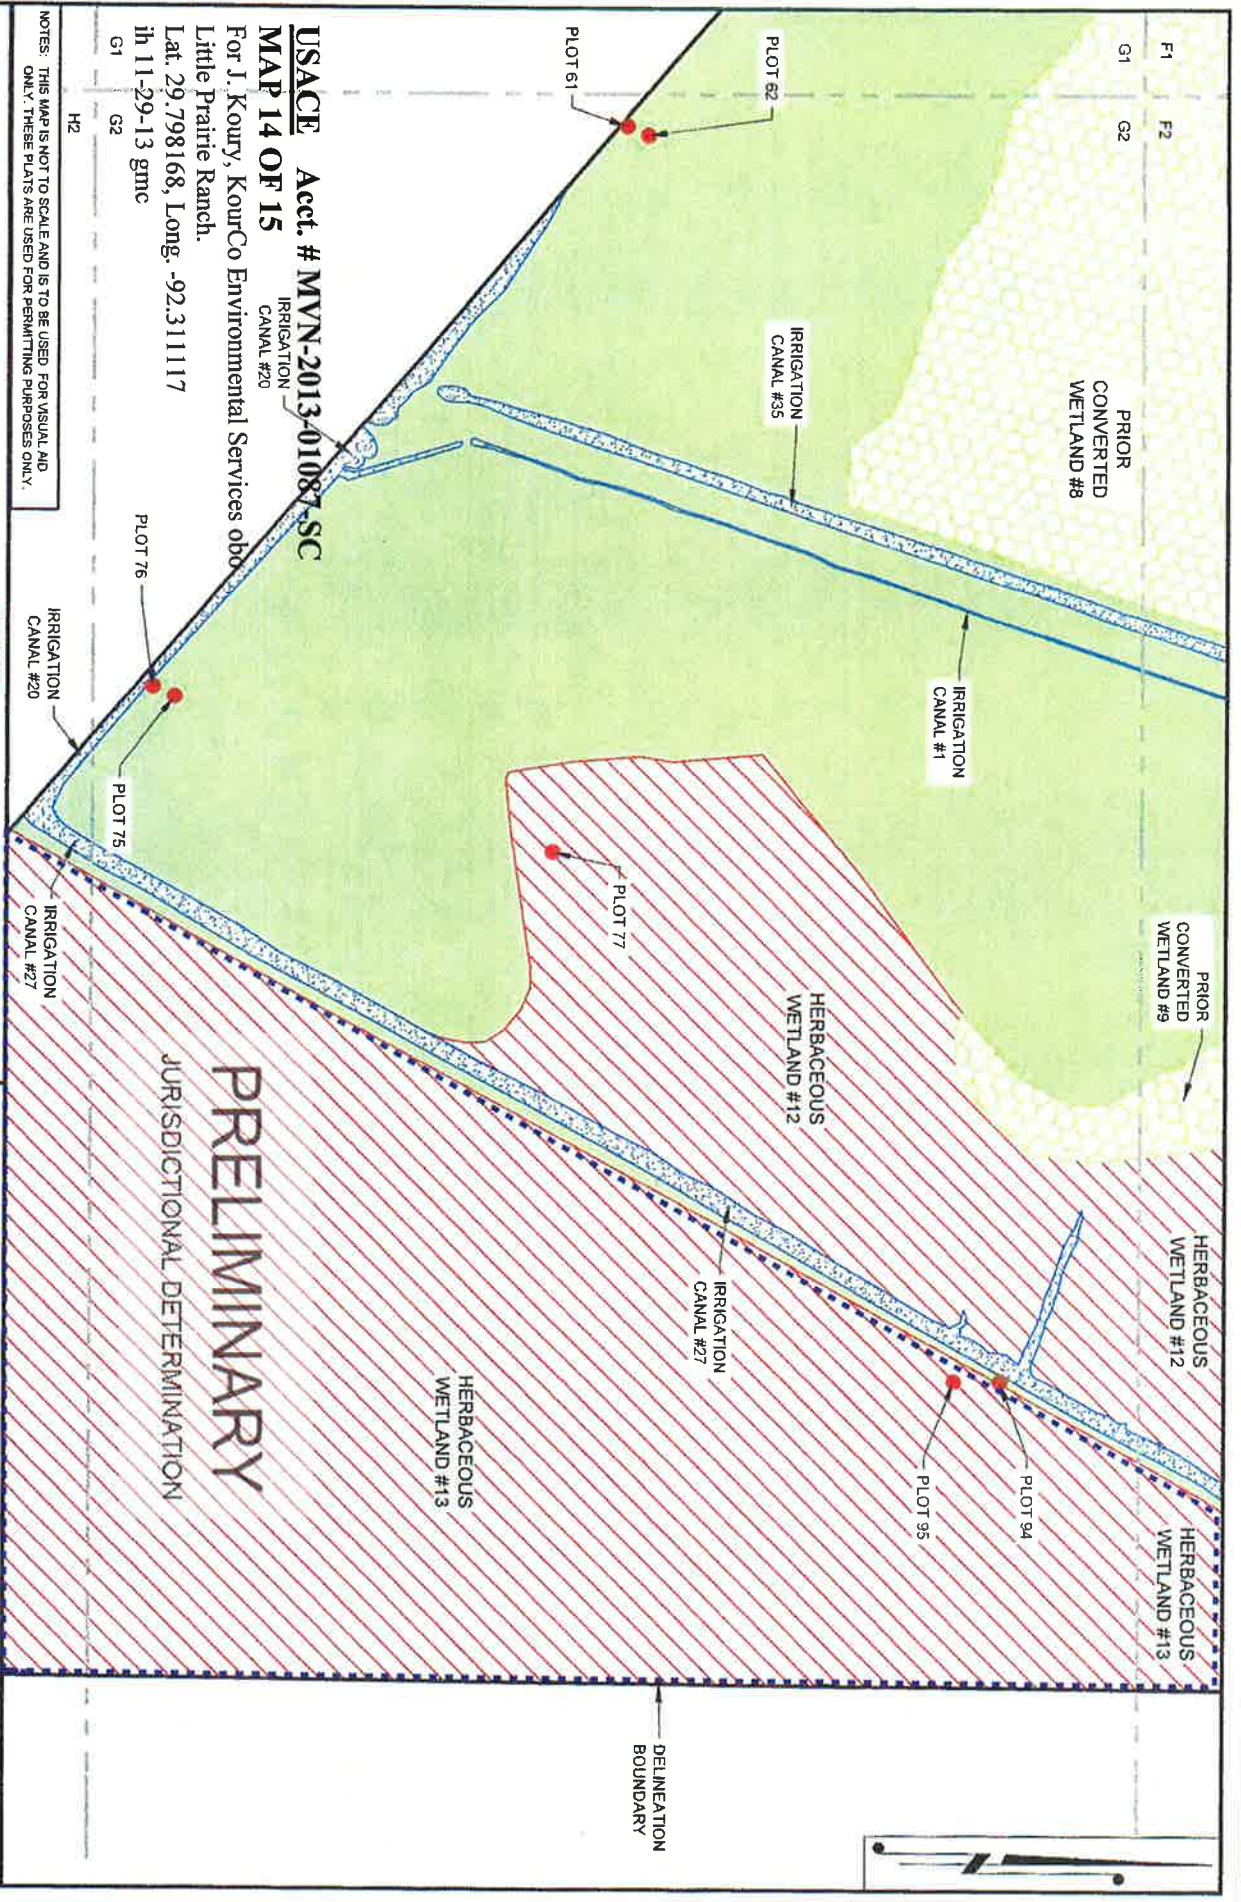 F1
F2
G1
G2
PRIOR
CONVERTED
WETLAND #8
PRIOR
CONVERTED
WETLAND #9
HERBACEOUS
WETLAND #12
HERBACEOUS
WETLAND #13
PLOT 62
PLOT 61
IRRIGATION
CANAL #35
IRRIGATION
CANAL #1
HERBACEOUS
WETLAND #12
PLOT 77
PLOT 94
PLOT 95
IRRIGATION
CANAL #27
DELINEATION
BOUNDARY
HERBACEOUS
WETLAND #13
USACE Acct. # MVN-2013-01087-SC
MAP 14 OF 15
For J. Koury, KourCo Environmental Services obo
Little Prairie Ranch.
Lat. 29.798168, Long. -92.311117
ih 11-29-13 gmc
IRRIGATION
CANAL #20
PRELIMINARY
JURISDICTIONAL DETERMINATION
PLOT 76
PLOT 75
G1
G2
H2
IRRIGATION
CANAL #20
IRRIGATION
CANAL #27
NOTES: THIS MAP IS NOT TO SCALE AND IS TO BE USED FOR VISUAL AID
ONLY. THESE PLATS ARE USED FOR PERMITTING PURPOSES ONLY.